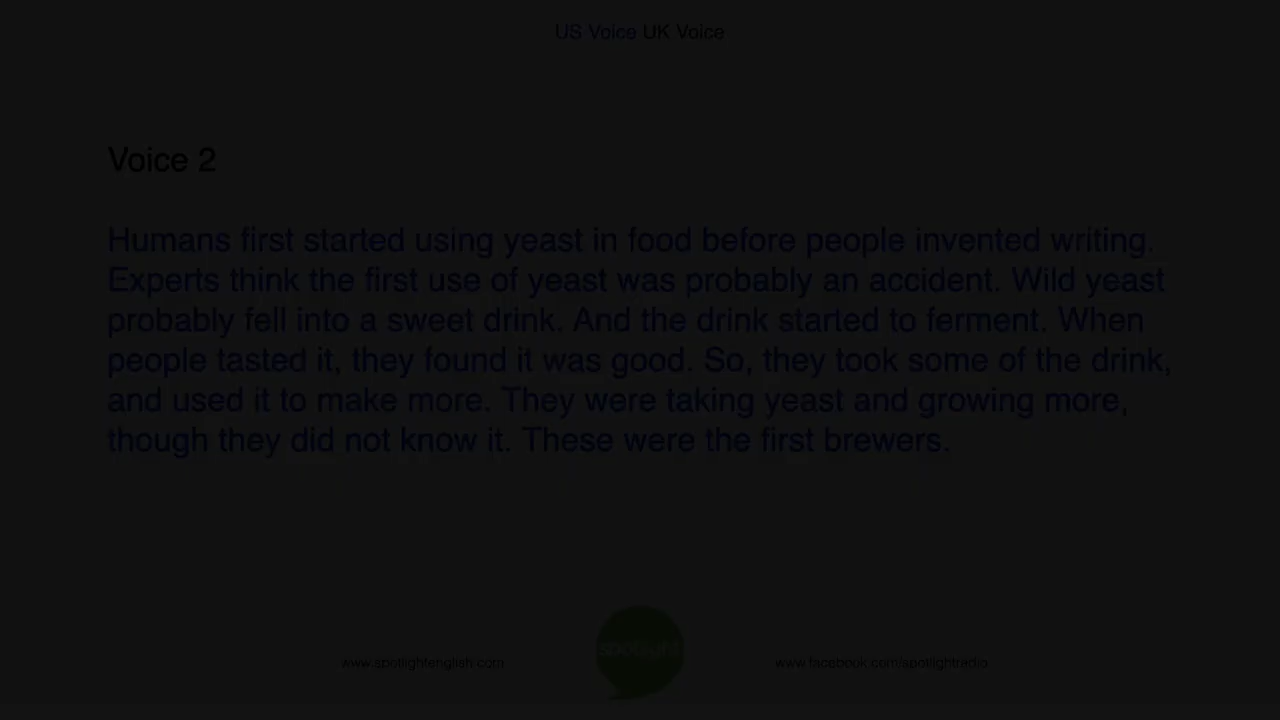 US Voice UK Voice
Voice 2
Humans first started using yeast in food before people invented writing.
Experts think the first use of yeast was probably an accident. Wild yeast
probably fell into a sweet drink. And the drink started to ferment. When
people tasted it, they found it was good. So, they took some of the drink,
and used it to make more. They were taking yeast and growing more,
though they did not know it. These were the first brewers.
spotlight
www.spotlightenglish.com
www.facebook.com/spotlightradio